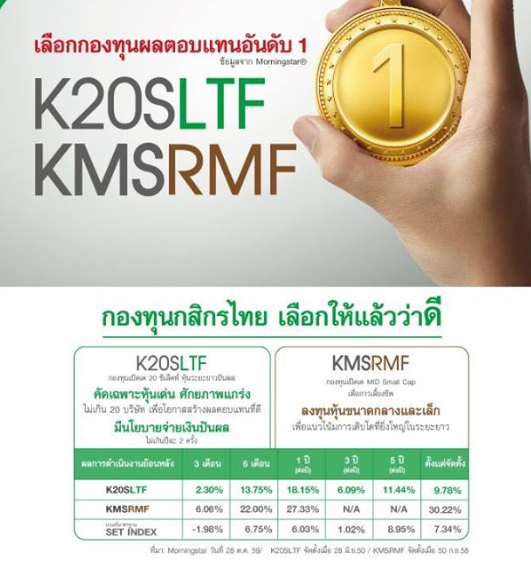 เลือกกองทุนผลตอบแทนอันดับ 1
ข้อมูลจาก Morningstar®
1
K20SLTF
KMSRMF
กองทุนกสิกรไทย เลือกให้แล้วว่าดี
K20SLTF
กองทุนเปิดเค 20 ซีเล็คท์ หุ้นระยะยาวปันผล
คัดเฉพาะหุ้นเด่น ศักยภาพแกร่ง
ไม่เกิน 20 บริษัท เพื่อโอกาสสร้างผลตอบแทนที่ดี
มีนโยบายจ่ายเงินปันผล
ไม่เกินปีละ 2 ครั้ง
KMSRMF
กองทุนเปิดเค MID Small Cap
เพื่อการเลี้ยงชีพ
ลงทุนหุ้นขนาดกลางและเล็ก
เพื่อแนวโน้มการเติบโตที่ยิ่งใหญ่ในระยะยาว
ผลการดำเนินงานย้อนหลัง 3 เดือน 6 เดือน 1 ปี (ต่อปี) 3 ปี (ต่อปี) 5 ปี (ต่อปี) ตั้งแต่จัดตั้ง
K20SLTF 2.30% 13.75% 18.15% 6.09% 11.44% 9.78%
KMSRMF 6.06% 22.00% 27.33% N/A N/A 30.22%
เกณฑ์มาตรฐาน
SET INDEX -1.98% 6.75% 6.03% 1.02% 8.95% 7.34%
ที่มา: Morningstar วันที่ 28 ต.ค. 59/ K20SLTF จัดตั้งเมื่อ 28 มิ.ย.50 / KMSRMF จัดตั้งเมื่อ 50 ก.ย.58